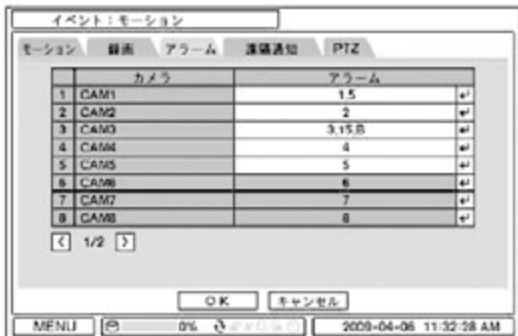 イベント:モーション
モーション 録画 アラーム 遠隔通知 PTZ
カメラ アラーム
1 CAM1 1,5
2 CAM2 2
3 CAM3 3,15,B
4 CAM4 4
5 CAM5 5
6 CAM6 6
7 CAM7 7
8 CAM8 8
< 1/2 >
OK キャンセル
MENU 0% 2009-04-06 11:32:28 AM